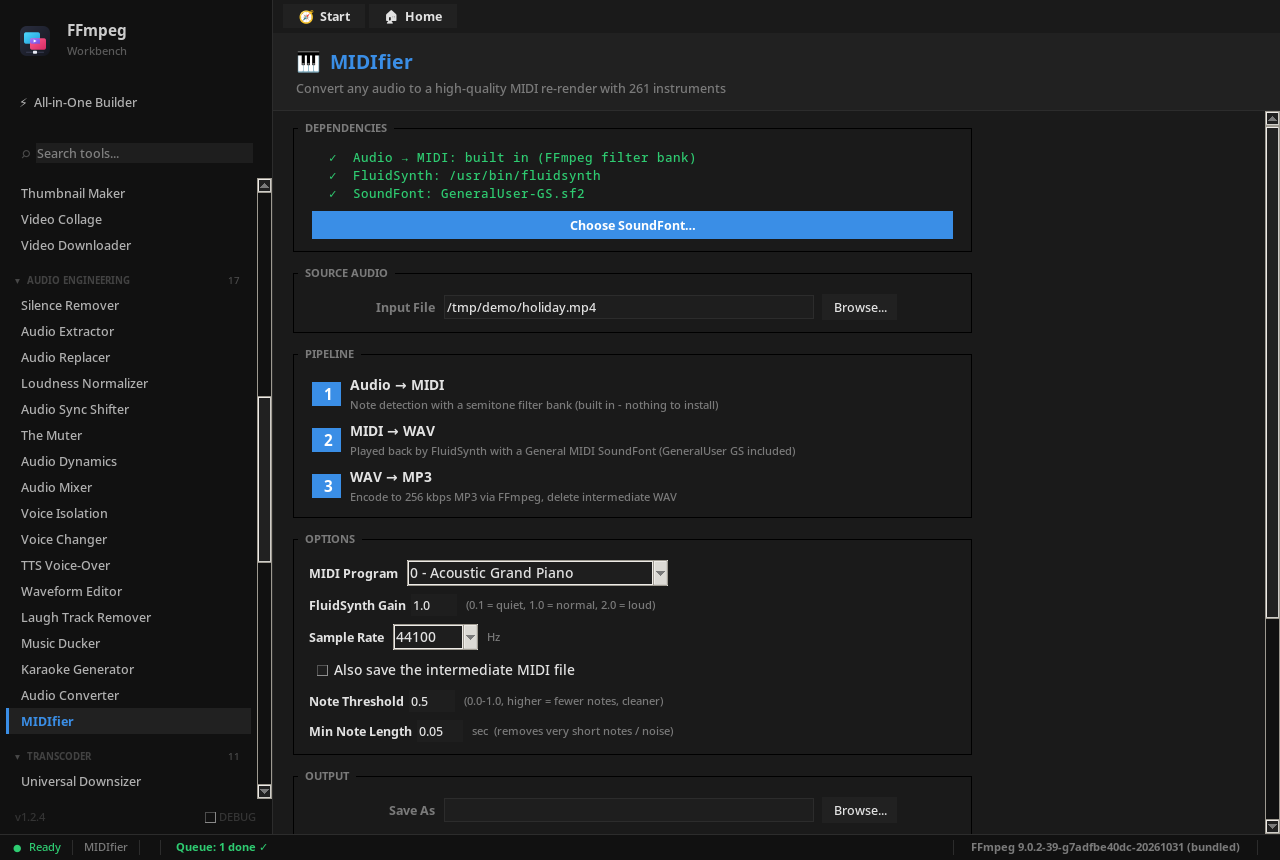 FFmpeg
Workbench
⚡ All-in-One Builder
Search tools...
Thumbnail Maker
Video Collage
Video Downloader
▾ AUDIO ENGINEERING 17
Silence Remover
Audio Extractor
Audio Replacer
Loudness Normalizer
Audio Sync Shifter
The Muter
Audio Dynamics
Audio Mixer
Voice Isolation
Voice Changer
TTS Voice-Over
Waveform Editor
Laugh Track Remover
Music Ducker
Karaoke Generator
Audio Converter
MIDIfier
▾ TRANSCODER 11
Universal Downsizer
v1.2.4 DEBUG
Start Home
MIDIfier
Convert any audio to a high-quality MIDI re-render with 261 instruments
DEPENDENCIES
✓ Audio → MIDI: built in (FFmpeg filter bank)
✓ FluidSynth: /usr/bin/fluidsynth
✓ SoundFont: GeneralUser-GS.sf2
Choose SoundFont...
SOURCE AUDIO
Input File /tmp/demo/holiday.mp4 Browse...
PIPELINE
1 Audio → MIDI
Note detection with a semitone filter bank (built in - nothing to install)
2 MIDI → WAV
Played back by FluidSynth with a General MIDI SoundFont (GeneralUser GS included)
3 WAV → MP3
Encode to 256 kbps MP3 via FFmpeg, delete intermediate WAV
OPTIONS
MIDI Program 0 - Acoustic Grand Piano
FluidSynth Gain 1.0 (0.1 = quiet, 1.0 = normal, 2.0 = loud)
Sample Rate 44100 Hz
Also save the intermediate MIDI file
Note Threshold 0.5 (0.0-1.0, higher = fewer notes, cleaner)
Min Note Length 0.05 sec (removes very short notes / noise)
OUTPUT
Save As Browse...
● Ready MIDIfier Queue: 1 done ✓ FFmpeg 9.0.2-39-g7adfbe40dc-20261031 (bundled)